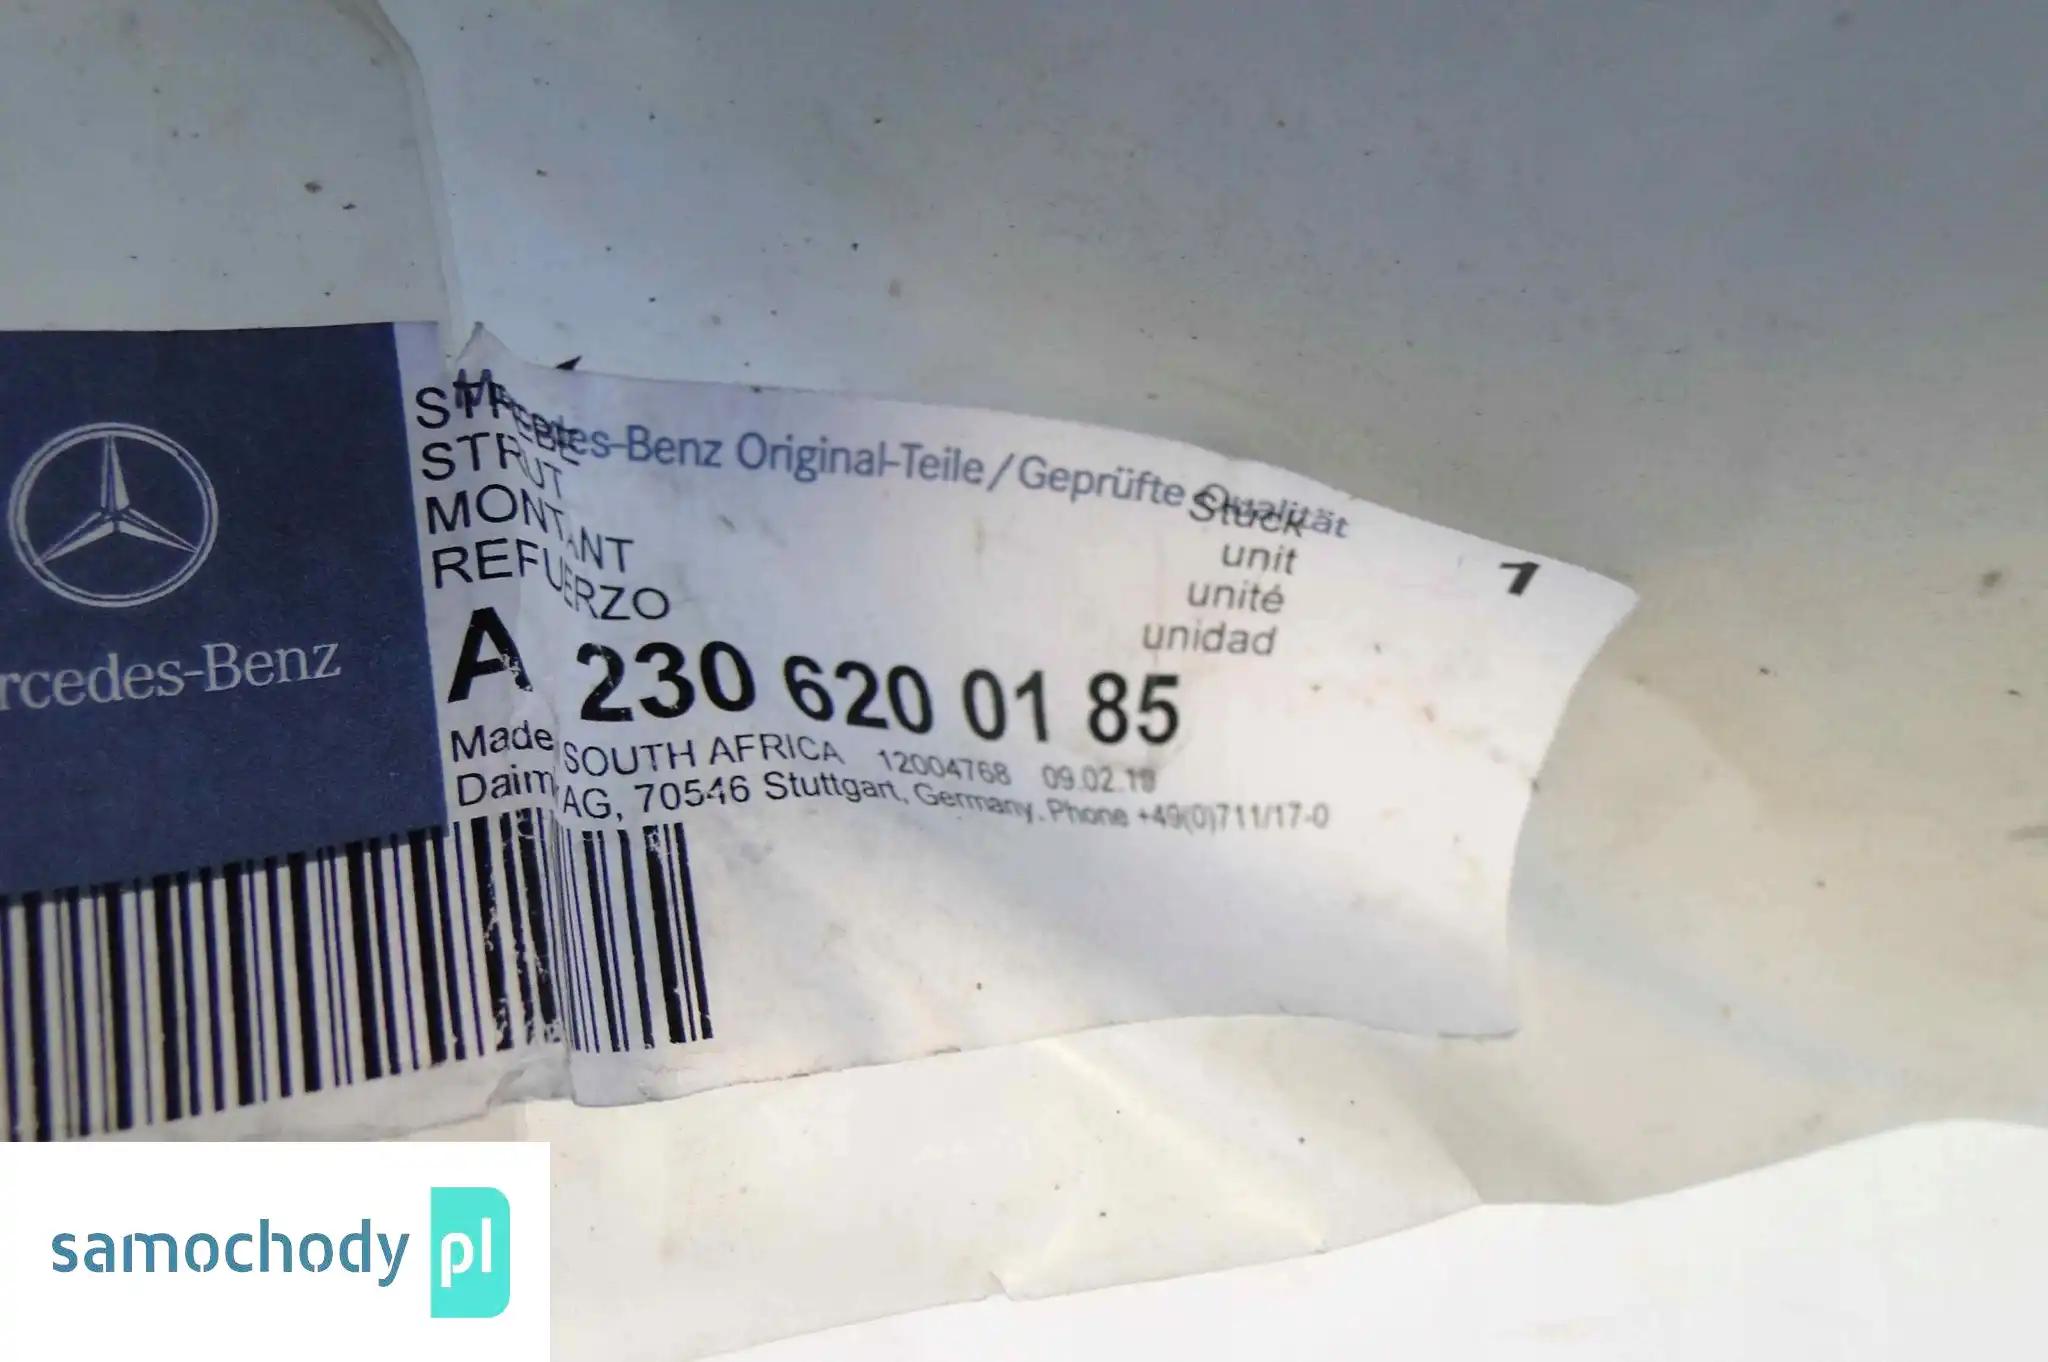 Mercedes-Benz Original-Teile / Geprüfte Qualität
STREBE
STRUT
MONTANT
REFUERZO
Stück
unit
unité
unidad
1
A 230 620 01 85
Made SOUTH AFRICA 12004768 09.02.
Daim AG, 70546 Stuttgart, Germany, Phone +49(0)711/17-0
rcedes-Benz
samochody pl